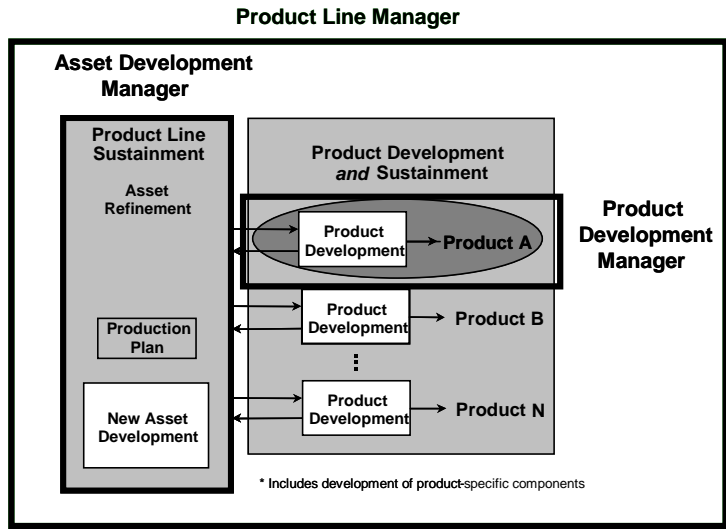 Product Line Manager
Asset Development
Manager
Product Line
Sustainment
Asset
Refinement
Production
Plan
New Asset
Development
Product Development
and Sustainment
Product
Development
Product A
Product
Development
Product B
Product
Development
Product N
Product
Development
Manager
* Includes development of product-specific components